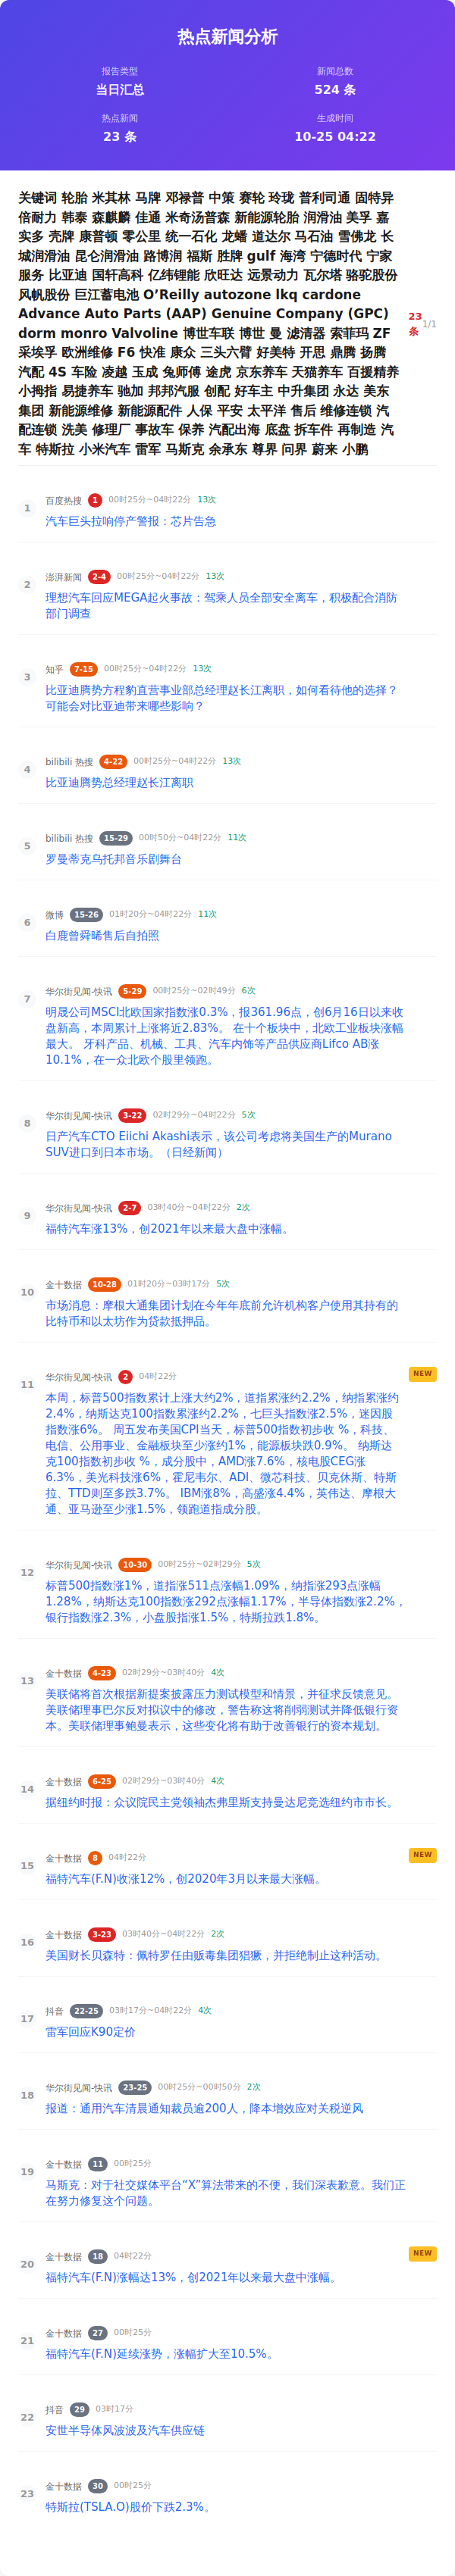 热点新闻分析
报告类型
当日汇总
新闻总数
524 条
热点新闻
23 条
生成时间
10-25 04:22
关键词 轮胎 米其林 马牌 邓禄普 中策 赛轮 玲珑 普利司通 固特异
倍耐力 韩泰 森麒麟 佳通 米奇汤普森 新能源轮胎 润滑油 美孚 嘉
实多 壳牌 康普顿 零公里 统一石化 龙蟠 道达尔 马石油 雪佛龙 长
城润滑油 昆仑润滑油 路博润 福斯 胜牌 gulf 海湾 宁德时代 宁家
服务 比亚迪 国轩高科 亿纬锂能 欣旺达 远景动力 瓦尔塔 骆驼股份
风帆股份 巨江蓄电池 O’Reilly autozone lkq cardone
Advance Auto Parts (AAP) Genuine Company (GPC)
dorm monro Valvoline 博世车联 博世 曼 滤清器 索菲玛 ZF
采埃孚 欧洲维修 F6 快准 康众 三头六臂 好美特 开思 鼎腾 扬腾
汽配 4S 车险 凌越 玉成 兔师傅 途虎 京东养车 天猫养车 百援精养
小拇指 易捷养车 驰加 邦邦汽服 创配 好车主 中升集团 永达 美东
集团 新能源维修 新能源配件 人保 平安 太平洋 售后 维修连锁 汽
配连锁 洗美 修理厂 事故车 保养 汽配出海 底盘 拆车件 再制造 汽
车 特斯拉 小米汽车 雷军 马斯克 余承东 尊界 问界 蔚来 小鹏
23
条
1/1
1
百度热搜 1 00时25分~04时22分 13次
汽车巨头拉响停产警报：芯片告急
2
澎湃新闻 2-4 00时25分~04时22分 13次
理想汽车回应MEGA起火事故：驾乘人员全部安全离车，积极配合消防
部门调查
3
知乎 7-15 00时25分~04时22分 13次
比亚迪腾势方程豹直营事业部总经理赵长江离职，如何看待他的选择？
可能会对比亚迪带来哪些影响？
4
bilibili 热搜 4-22 00时25分~04时22分 13次
比亚迪腾势总经理赵长江离职
5
bilibili 热搜 15-29 00时50分~04时22分 11次
罗曼蒂克乌托邦音乐剧舞台
6
微博 15-26 01时20分~04时22分 11次
白鹿曾舜晞售后自拍照
7
华尔街见闻-快讯 5-29 00时25分~02时49分 6次
明晟公司MSCI北欧国家指数涨0.3%，报361.96点，创6月16日以来收
盘新高，本周累计上涨将近2.83%。 在十个板块中，北欧工业板块涨幅
最大。 牙科产品、机械、工具、汽车内饰等产品供应商Lifco AB涨
10.1%，在一众北欧个股里领跑。
8
华尔街见闻-快讯 3-22 02时29分~04时22分 5次
日产汽车CTO Eiichi Akashi表示，该公司考虑将美国生产的Murano
SUV进口到日本市场。（日经新闻）
9
华尔街见闻-快讯 2-7 03时40分~04时22分 2次
福特汽车涨13%，创2021年以来最大盘中涨幅。
10
金十数据 10-28 01时20分~03时17分 5次
市场消息：摩根大通集团计划在今年年底前允许机构客户使用其持有的
比特币和以太坊作为贷款抵押品。
11
华尔街见闻-快讯 2 04时22分
NEW
本周，标普500指数累计上涨大约2%，道指累涨约2.2%，纳指累涨约
2.4%，纳斯达克100指数累涨约2.2%，七巨头指数涨2.5%，迷因股
指数涨6%。 周五发布美国CPI当天，标普500指数初步收 %，科技、
电信、公用事业、金融板块至少涨约1%，能源板块跌0.9%。 纳斯达
克100指数初步收 %，成分股中，AMD涨7.6%，核电股CEG涨
6.3%，美光科技涨6%，霍尼韦尔、ADI、微芯科技、贝克休斯、特斯
拉、TTD则至多跌3.7%。 IBM涨8%，高盛涨4.4%，英伟达、摩根大
通、亚马逊至少涨1.5%，领跑道指成分股。
12
华尔街见闻-快讯 10-30 00时25分~02时29分 5次
标普500指数涨1%，道指涨511点涨幅1.09%，纳指涨293点涨幅
1.28%，纳斯达克100指数涨292点涨幅1.17%，半导体指数涨2.2%，
银行指数涨2.3%，小盘股指涨1.5%，特斯拉跌1.8%。
13
金十数据 4-23 02时29分~03时40分 4次
美联储将首次根据新提案披露压力测试模型和情景，并征求反馈意见。
美联储理事巴尔反对拟议中的修改，警告称这将削弱测试并降低银行资
本。美联储理事鲍曼表示，这些变化将有助于改善银行的资本规划。
14
金十数据 6-25 02时29分~03时40分 4次
据纽约时报：众议院民主党领袖杰弗里斯支持曼达尼竞选纽约市市长。
15
金十数据 8 04时22分
NEW
福特汽车(F.N)收涨12%，创2020年3月以来最大涨幅。
16
金十数据 3-23 03时40分~04时22分 2次
美国财长贝森特：佩特罗任由贩毒集团猖獗，并拒绝制止这种活动。
17
抖音 22-25 03时17分~04时22分 4次
雷军回应K90定价
18
华尔街见闻-快讯 23-25 00时25分~00时50分 2次
报道：通用汽车清晨通知裁员逾200人，降本增效应对关税逆风
19
金十数据 11 00时25分
马斯克：对于社交媒体平台“X”算法带来的不便，我们深表歉意。我们正
在努力修复这个问题。
20
金十数据 18 04时22分
NEW
福特汽车(F.N)涨幅达13%，创2021年以来最大盘中涨幅。
21
金十数据 27 00时25分
福特汽车(F.N)延续涨势，涨幅扩大至10.5%。
22
抖音 29 03时17分
安世半导体风波波及汽车供应链
23
金十数据 30 00时25分
特斯拉(TSLA.O)股价下跌2.3%。